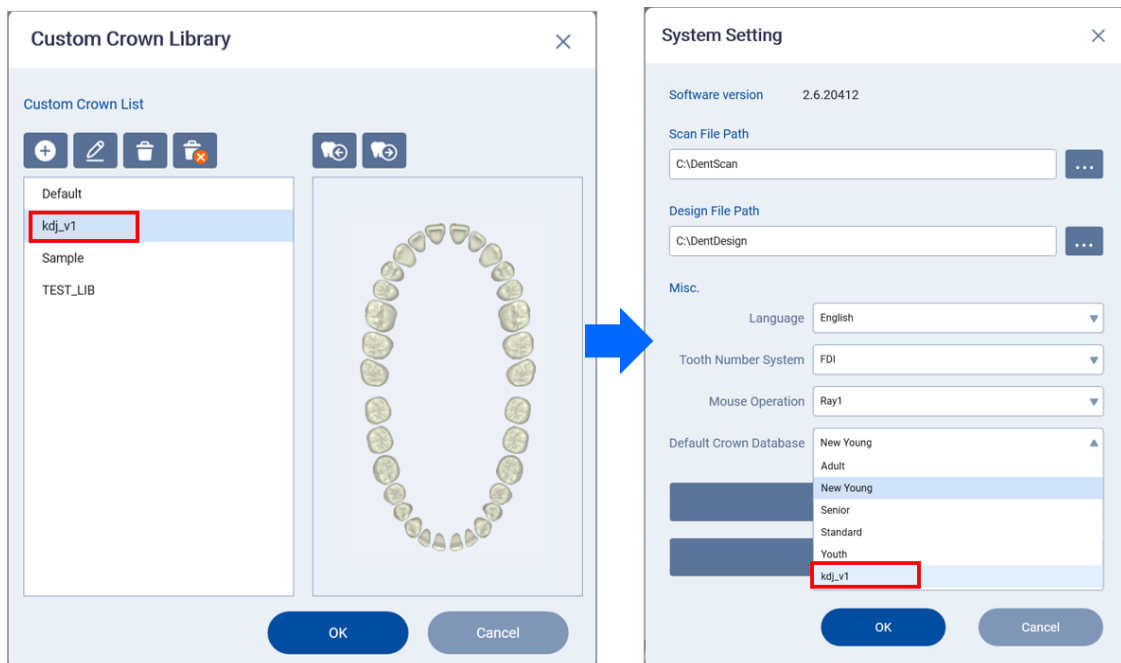 Custom Crown Library
Custom Crown List
Default
kdj_v1
Sample
TEST_LIB
OK
Cancel
System Setting
Software version 2.6.20412
Scan File Path
C:\DentScan
...
Design File Path
C:\DentDesign
...
Misc.
Language English
Tooth Number System FDI
Mouse Operation Ray1
Default Crown Database New Young
Adult
New Young
Senior
Standard
Youth
kdj_v1
OK
Cancel